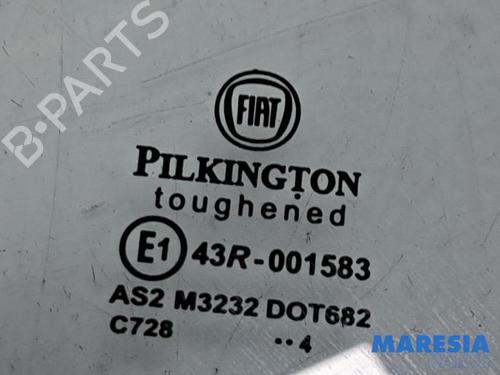 B-PARTS
FIAT
PILKINGTON
toughened
E1 43R-001583
AS2 M3232 DOT682
C728 ··4
MARESIA